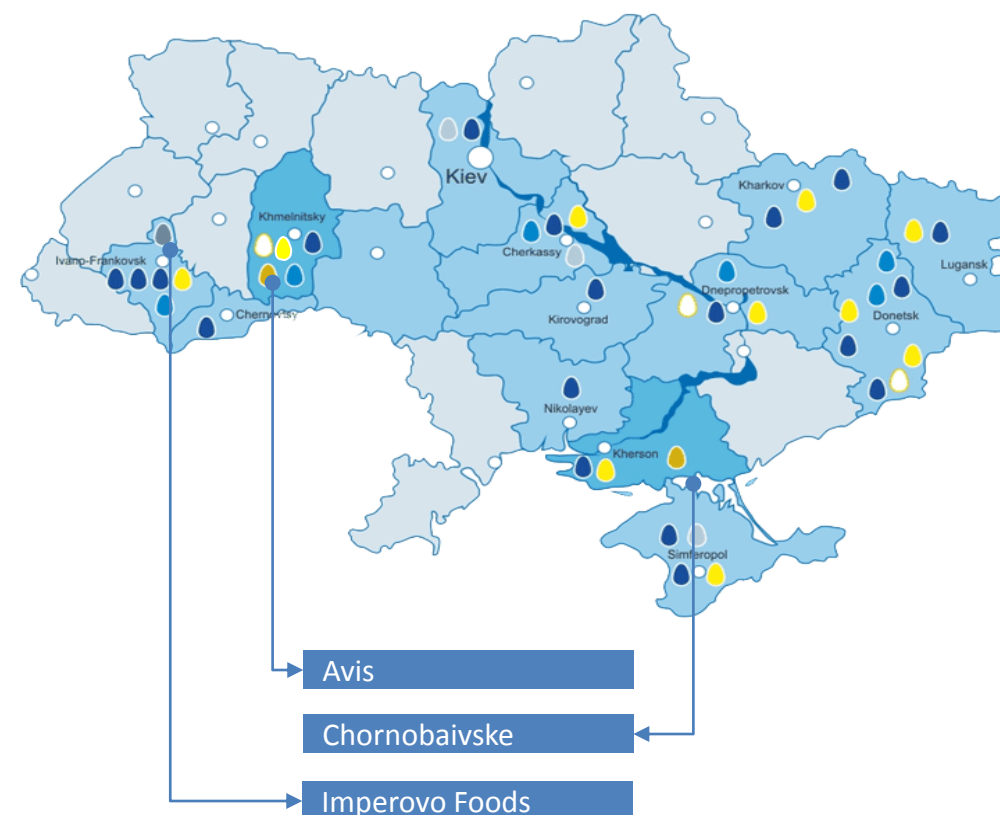 Kiev
Kharkov
Khmelnitsky
Cherkassy
Ivano-Frankovsk
Lugansk
Dnepropetrovsk
Chernovtsy
Kirovograd
Donetsk
Nikolayev
Kherson
Simferopol
Avis
Chornobaivske
Imperovo Foods